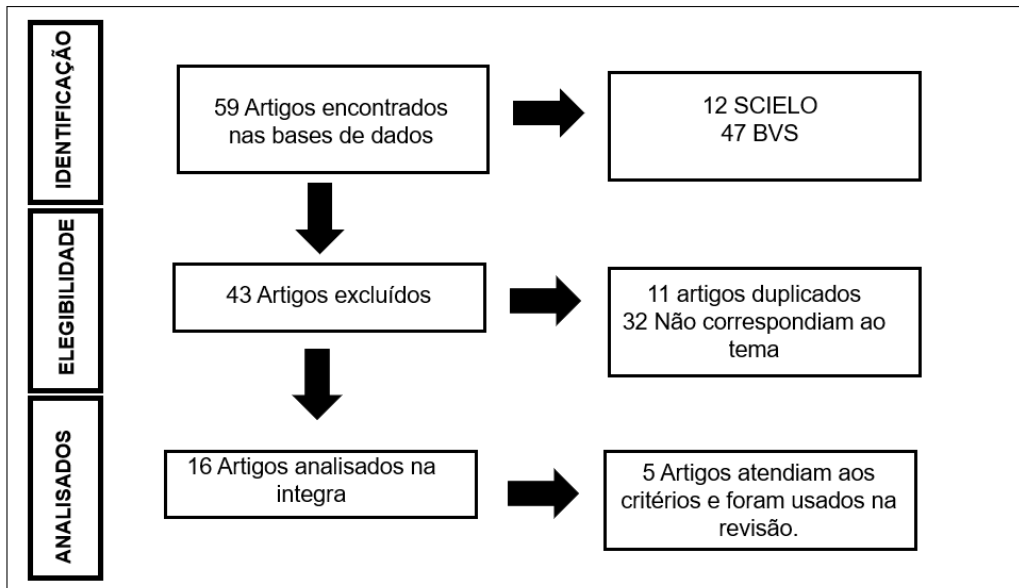 IDENTIFICAÇÃO
59 Artigos encontrados
nas bases de dados
12 SCIELO
47 BVS
ELEGIBILIDADE
43 Artigos excluídos
11 artigos duplicados
32 Não correspondiam ao
tema
ANALISADOS
16 Artigos analisados na
integra
5 Artigos atendiam aos
critérios e foram usados na
revisão.